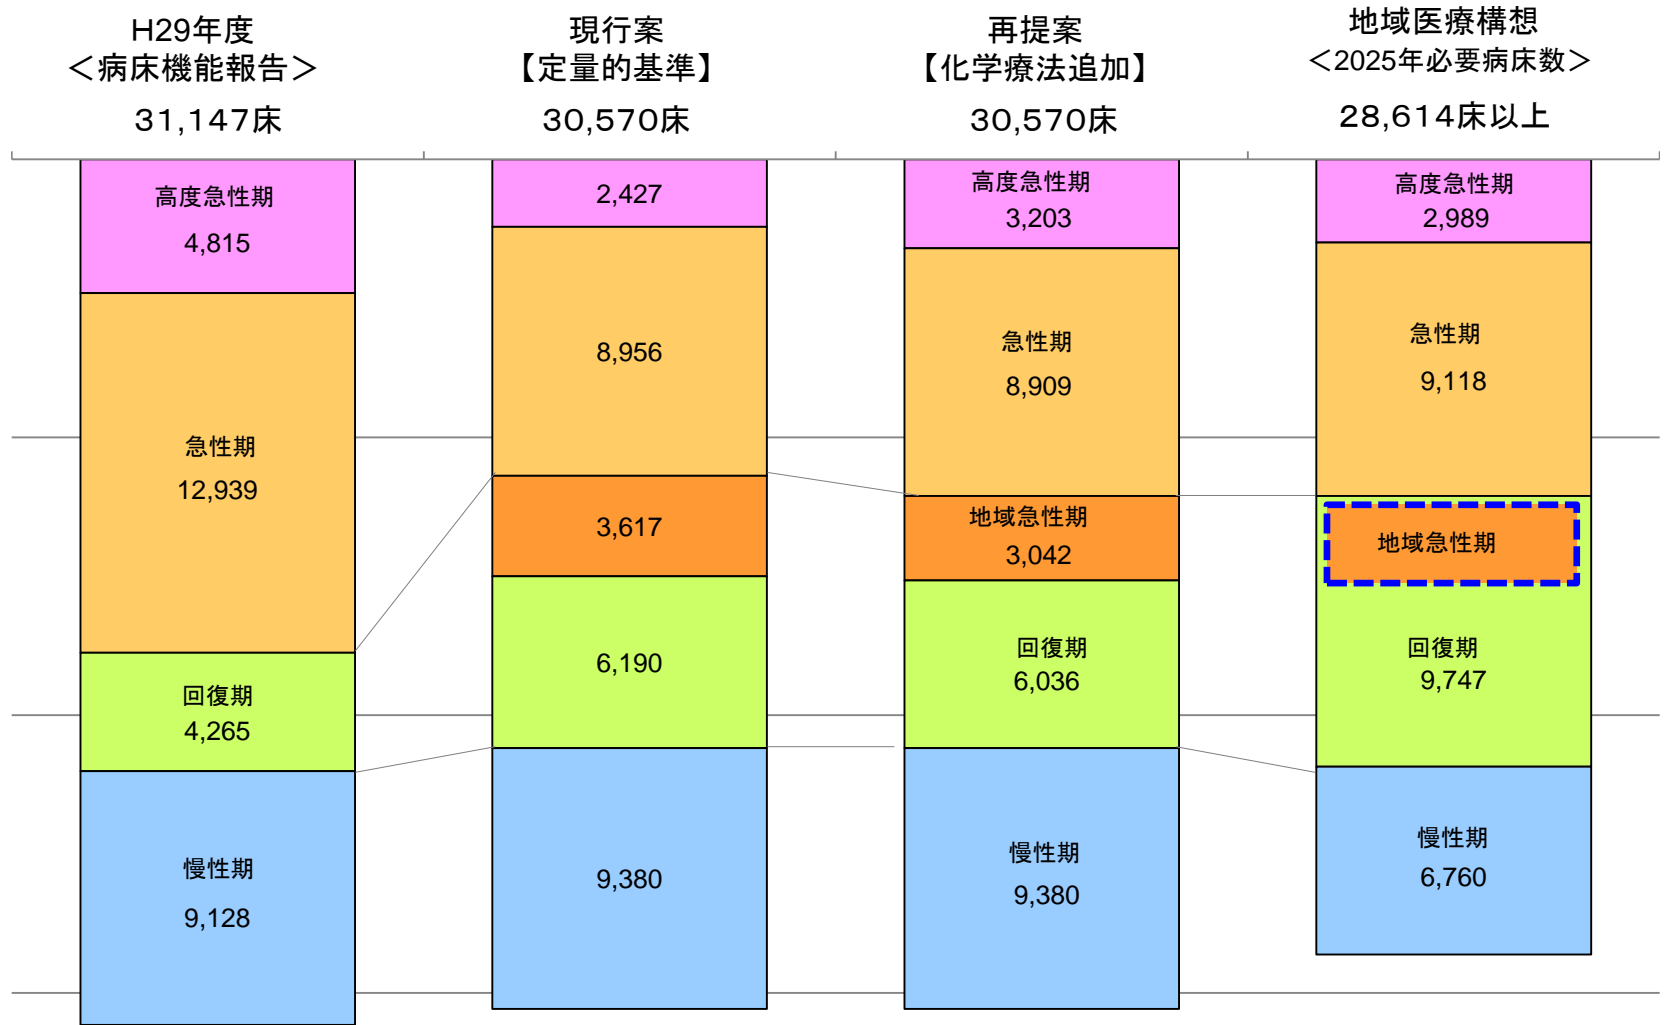 H29年度
＜病床機能報告＞
31,147床
高度急性期
4,815
急性期
12,939
回復期
4,265
慢性期
9,128
現行案
【定量的基準】
30,570床
2,427
8,956
3,617
6,190
9,380
再提案
【化学療法追加】
30,570床
高度急性期
3,203
急性期
8,909
地域急性期
3,042
回復期
6,036
慢性期
9,380
地域医療構想
＜2025年必要病床数＞
28,614床以上
高度急性期
2,989
急性期
9,118
地域急性期
回復期
9,747
慢性期
6,760